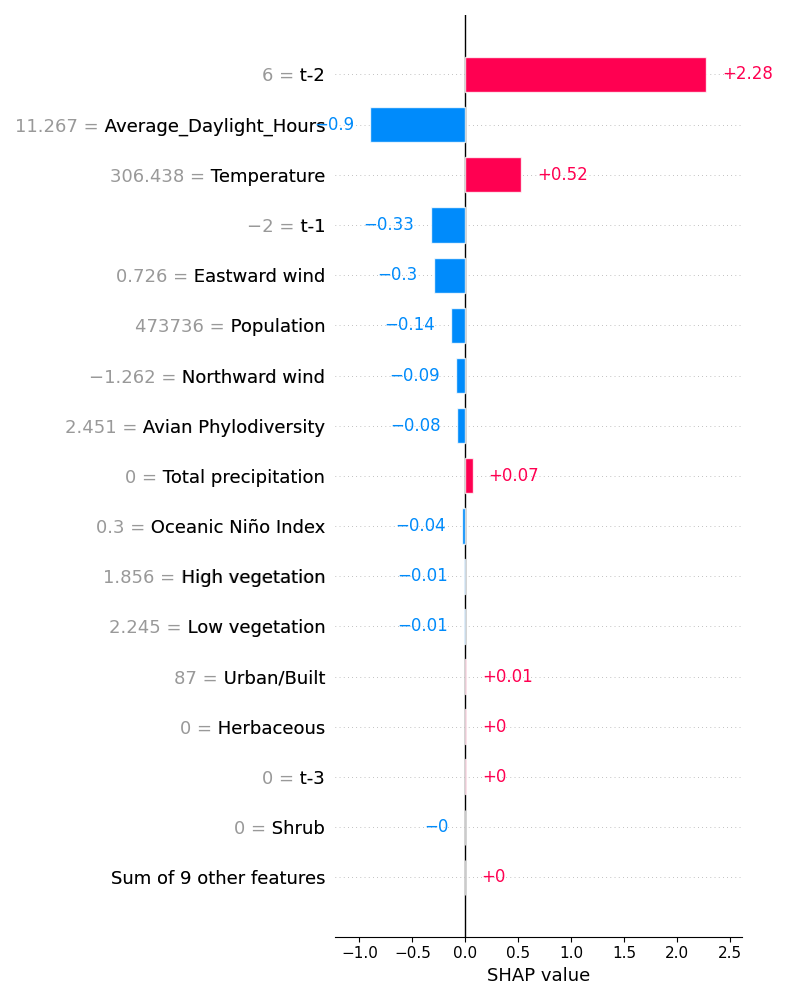 6 = t-2 +2.28
11.267 = Average_Daylight_Hours −0.9
306.438 = Temperature +0.52
−2 = t-1 −0.33
0.726 = Eastward wind −0.3
473736 = Population −0.14
−1.262 = Northward wind −0.09
2.451 = Avian Phylodiversity −0.08
0 = Total precipitation +0.07
0.3 = Oceanic Niño Index −0.04
1.856 = High vegetation −0.01
2.245 = Low vegetation −0.01
87 = Urban/Built +0.01
0 = Herbaceous +0
0 = t-3 +0
0 = Shrub −0
Sum of 9 other features +0
−1.0 −0.5 0.0 0.5 1.0 1.5 2.0 2.5
SHAP value